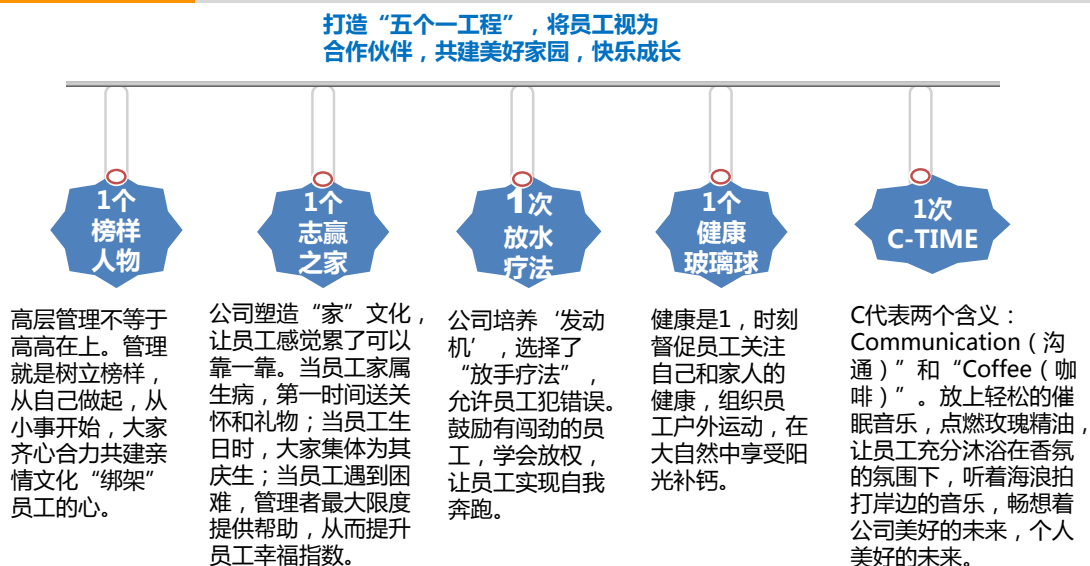 打造“五个一工程”，将员工视为
合作伙伴，共建美好家园，快乐成长
1个
榜样
人物
1个
志赢
之家
1次
放水
疗法
1个
健康
玻璃球
1次
C-TIME
高层管理不等于
高高在上。管理
就是树立榜样，
从自己做起，从
小事开始，大家
齐心合力共建亲
情文化“绑架”
员工的心。
公司塑造“家”文化，
让员工感觉累了可以
靠一靠。当员工家属
生病，第一时间送关
怀和礼物；当员工生
日时，大家集体为其
庆生；当员工遇到困
难，管理者最大限度
提供帮助，从而提升
员工幸福指数。
公司培养‘发动
机’，选择了
“放手疗法”，
允许员工犯错误。
鼓励有闯劲的员
工，学会放权，
让员工实现自我
奔跑。
健康是1，时刻
督促员工关注
自己和家人的
健康，组织员
工户外运动，在
大自然中享受阳
光补钙。
C代表两个含义：
Communication（沟
通）”和“Coffee（咖
啡）”。放上轻松的催
眠音乐，点燃玫瑰精油，
让员工充分沐浴在香氛
的氛围下，听着海浪拍
打岸边的音乐，畅想着
公司美好的未来，个人
美好的未来。